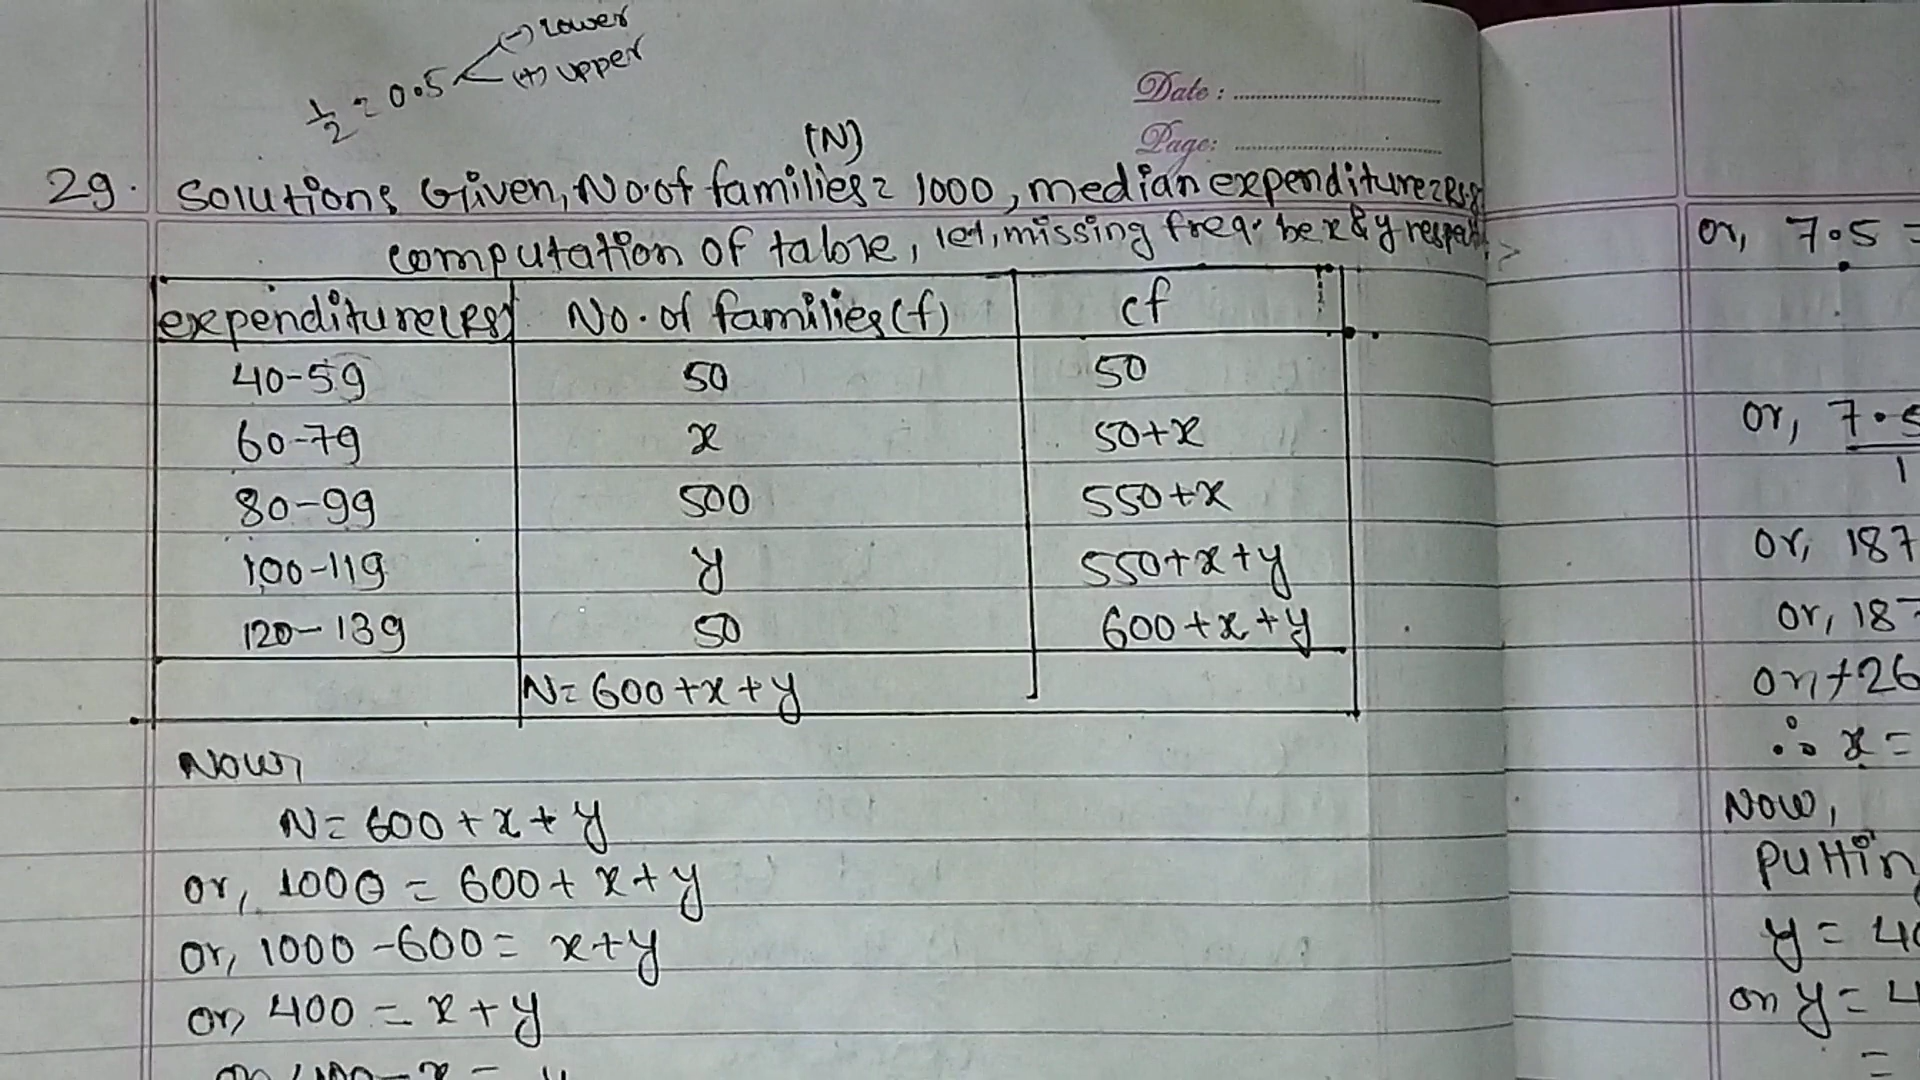 (-) lower
1/2 = 0.5
(+) upper
Date :
Page:
(N)
29. Solution: Given, No. of families = 1000, median expenditure = Rs.
computation of table, let, missing freq. be x & y
expenditure(RS) No. of families(f) cf
40-59 50 50
60-79 x 50+x
80-99 500 550+x
100-119 y 550+x+y
120-139 50 600+x+y
N= 600+x+y
Now,
N= 600+x+y
or, 1000 = 600+ x+y
or, 1000-600= x+y
or, 400 = x+y
or, 7.5 =
or, 7.5
or, 187
or, 18
or, +26
∴ x =
Now,
y = 40
or y = 4
=